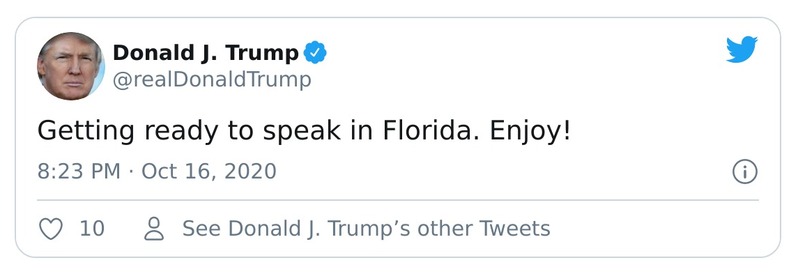 Donald J. Trump
@realDonaldTrump
Getting ready to speak in Florida. Enjoy!
8:23 PM · Oct 16, 2020
10 See Donald J. Trump’s other Tweets